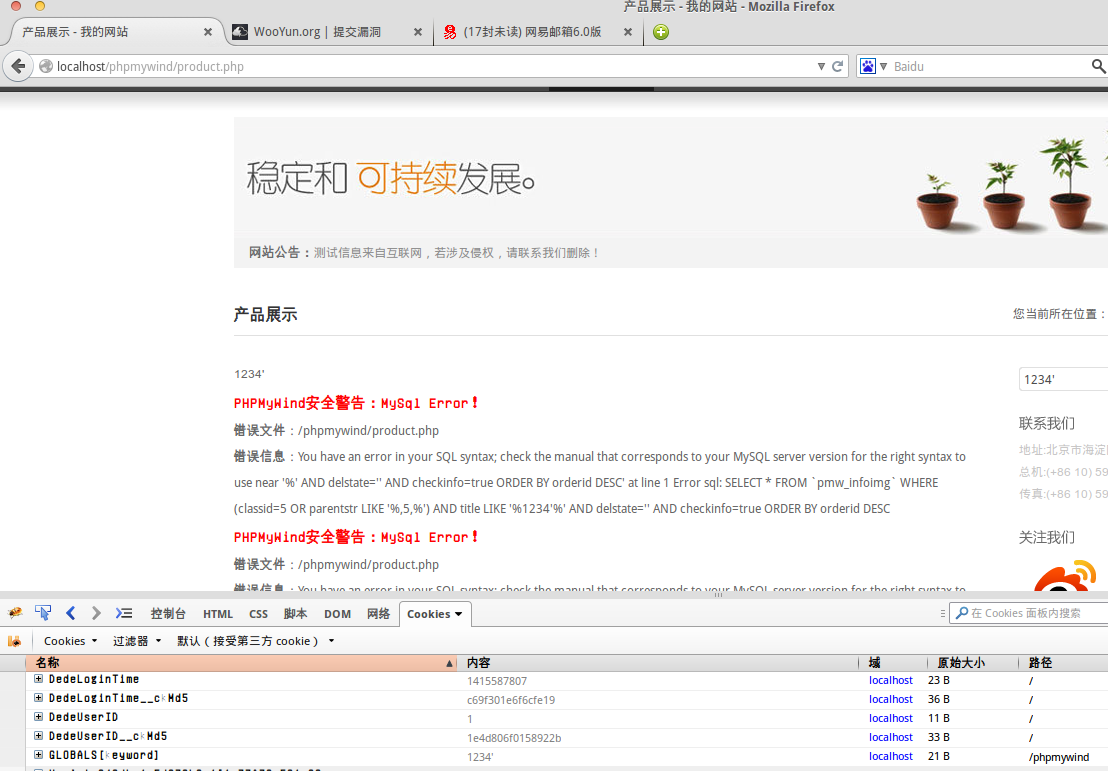 产品展示 - 我的网站 - Mozilla Firefox
产品展示 - 我的网站
WooYun.org | 提交漏洞
(17封未读) 网易邮箱6.0版
localhost/phpmywind/product.php
Baidu
稳定和 可持续发展。
网站公告：测试信息来自互联网，若涉及侵权，请联系我们删除！
产品展示
您当前所在位置：
1234'
1234'
PHPMyWind安全警告：MySql Error！
错误文件：/phpmywind/product.php
错误信息：You have an error in your SQL syntax; check the manual that corresponds to your MySQL server version for the right syntax to
use near '%' AND delstate='' AND checkinfo=true ORDER BY orderid DESC' at line 1 Error sql: SELECT * FROM `pmw_infoimg` WHERE
(classid=5 OR parentstr LIKE '%,5,%') AND title LIKE '%1234'%' AND delstate='' AND checkinfo=true ORDER BY orderid DESC
PHPMyWind安全警告：MySql Error！
错误文件：/phpmywind/product.php
错误信息：You have an error in your SQL syntax; check the manual that corresponds to your MySQL server version for the right syntax to
联系我们
地址:北京市海淀
总机:(+86 10) 59
传真:(+86 10) 59
关注我们
控制台 HTML CSS 脚本 DOM 网络 Cookies
在 Cookies 面板内搜索
Cookies 过滤器 默认（接受第三方 cookie）
名称 内容 域 原始大小 路径
DedeLoginTime 1415587807 localhost 23 B /
DedeLoginTime__ckMd5 c69f301e6f6cfe19 localhost 36 B /
DedeUserID 1 localhost 11 B /
DedeUserID__ckMd5 1e4d806f0158922b localhost 33 B /
GLOBALS[keyword] 1234' localhost 21 B /phpmywind